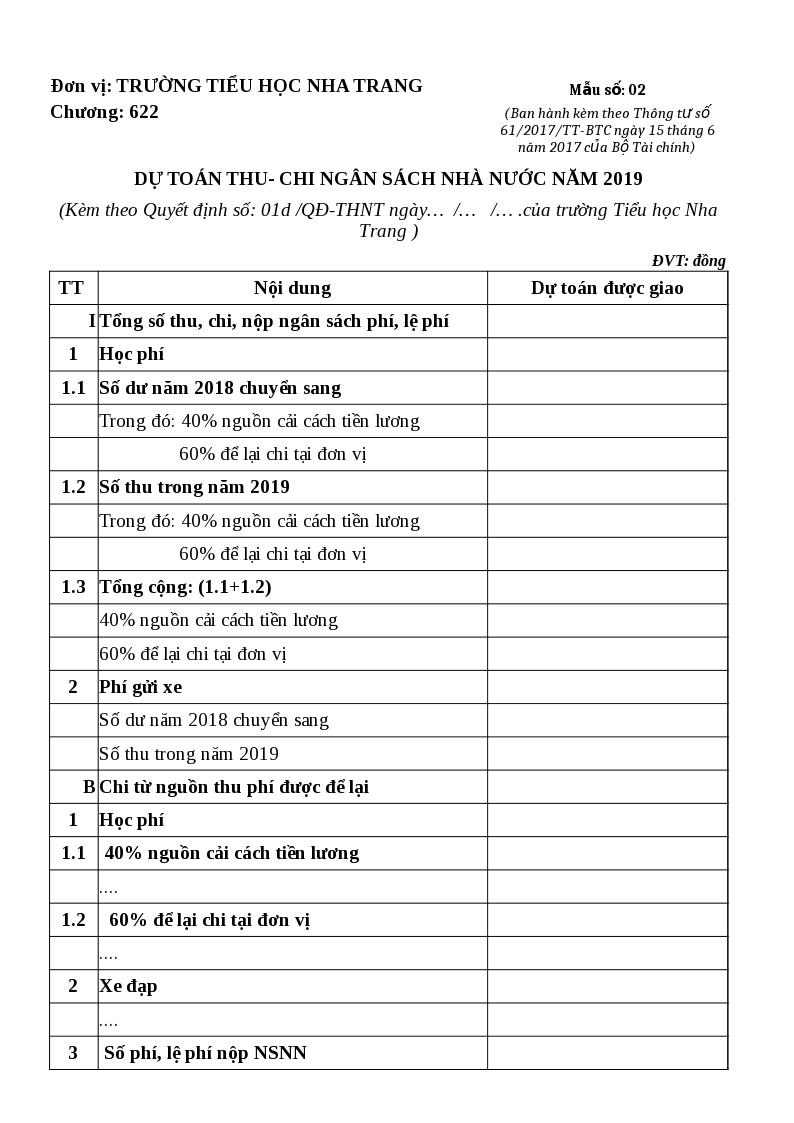 Đơn vị: TRƯỜNG TIỂU HỌC NHA TRANG
Chương: 622
Mẫu số: 02
(Ban hành kèm theo Thông tư số
61/2017/TT-BTC ngày 15 tháng 6
năm 2017 của Bộ Tài chính)
DỰ TOÁN THU- CHI NGÂN SÁCH NHÀ NƯỚC NĂM 2019
(Kèm theo Quyết định số: 01d /QĐ-THNT ngày… /… /… .của trường Tiểu học Nha
Trang )
ĐVT: đồng
TT Nội dung Dự toán được giao
I Tổng số thu, chi, nộp ngân sách phí, lệ phí
1 Học phí
1.1 Số dư năm 2018 chuyển sang
Trong đó: 40% nguồn cải cách tiền lương
60% để lại chi tại đơn vị
1.2 Số thu trong năm 2019
Trong đó: 40% nguồn cải cách tiền lương
60% để lại chi tại đơn vị
1.3 Tổng cộng: (1.1+1.2)
40% nguồn cải cách tiền lương
60% để lại chi tại đơn vị
2 Phí gửi xe
Số dư năm 2018 chuyển sang
Số thu trong năm 2019
B Chi từ nguồn thu phí được để lại
1 Học phí
1.1 40% nguồn cải cách tiền lương
....
1.2 60% để lại chi tại đơn vị
....
2 Xe đạp
....
3 Số phí, lệ phí nộp NSNN